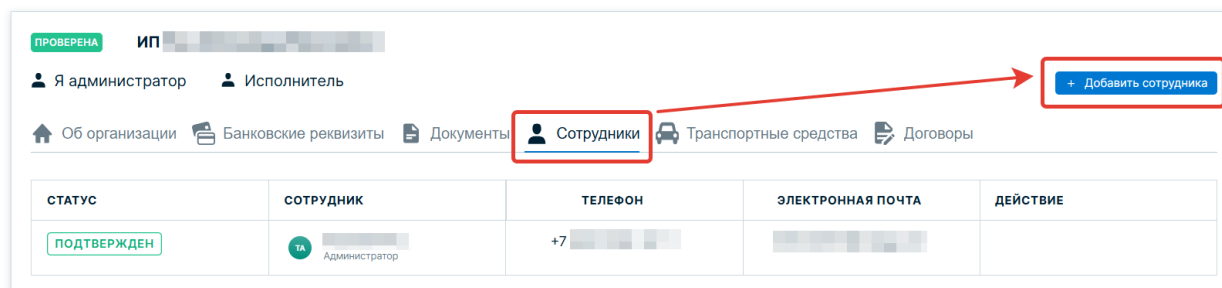 ПРОВЕРЕНА ИП
Я администратор Исполнитель
+ Добавить сотрудника
Об организации Банковские реквизиты Документы Сотрудники Транспортные средства Договоры
СТАТУС СОТРУДНИК ТЕЛЕФОН ЭЛЕКТРОННАЯ ПОЧТА ДЕЙСТВИЕ
ПОДТВЕРЖДЕН ТА +7
Администратор